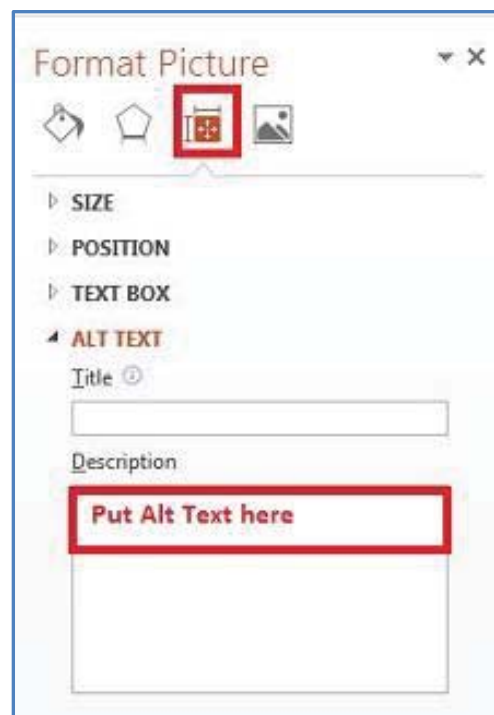 Format Picture
SIZE
POSITION
TEXT BOX
ALT TEXT
Title
Description
Put Alt Text here